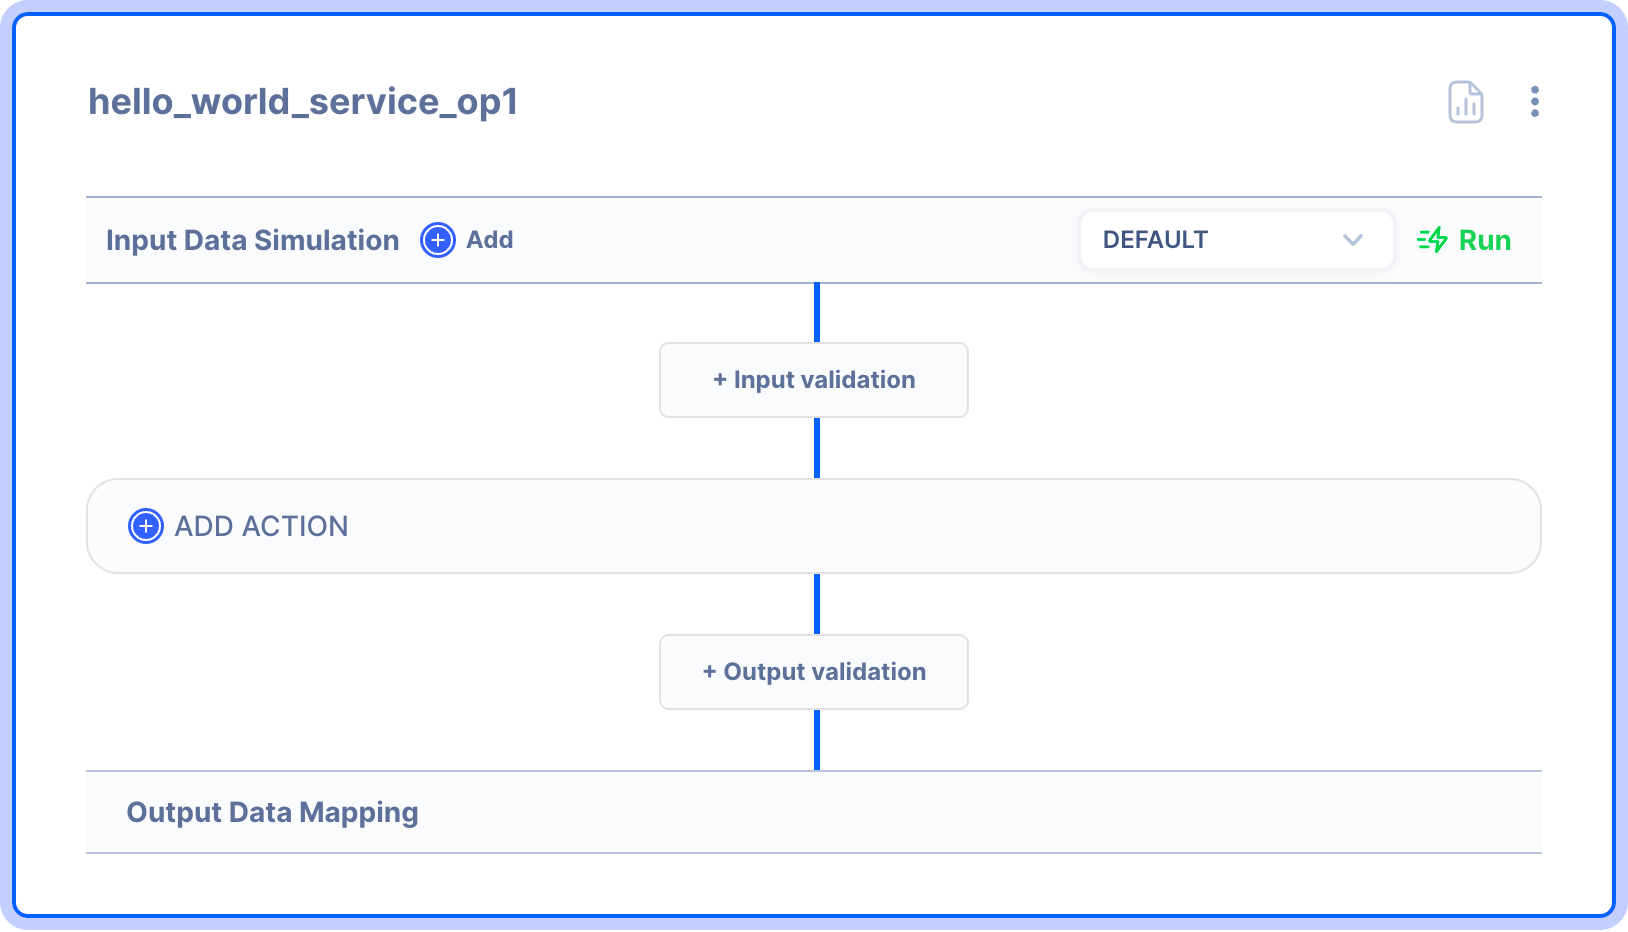 hello_world_service_op1
Input Data Simulation Add DEFAULT Run
+ Input validation
ADD ACTION
+ Output validation
Output Data Mapping